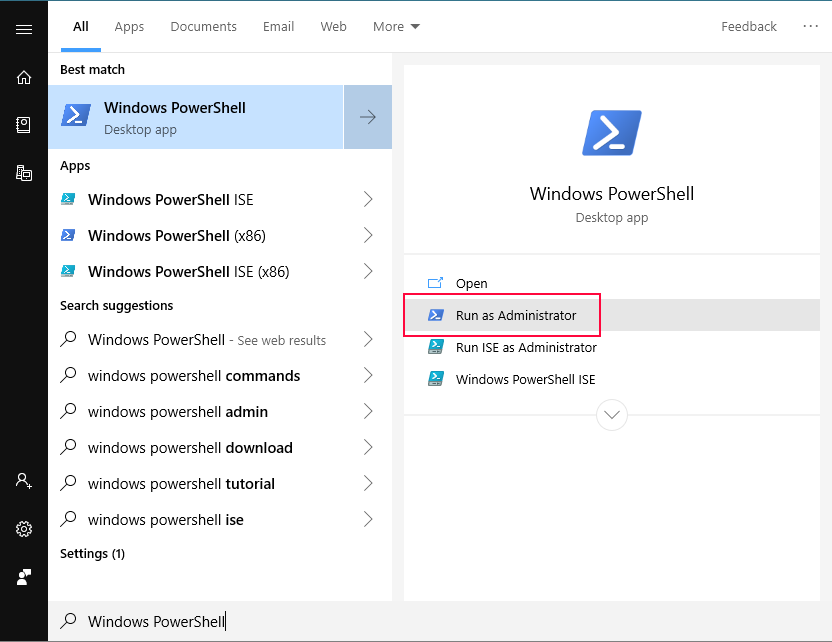 All Apps Documents Email Web More Feedback
Best match
Windows PowerShell
Desktop app
Apps
Windows PowerShell ISE
Windows PowerShell (x86)
Windows PowerShell ISE (x86)
Search suggestions
Windows PowerShell - See web results
windows powershell commands
windows powershell admin
windows powershell download
windows powershell tutorial
windows powershell ise
Settings (1)
Windows PowerShell
Desktop app
Open
Run as Administrator
Run ISE as Administrator
Windows PowerShell ISE
Windows PowerShell